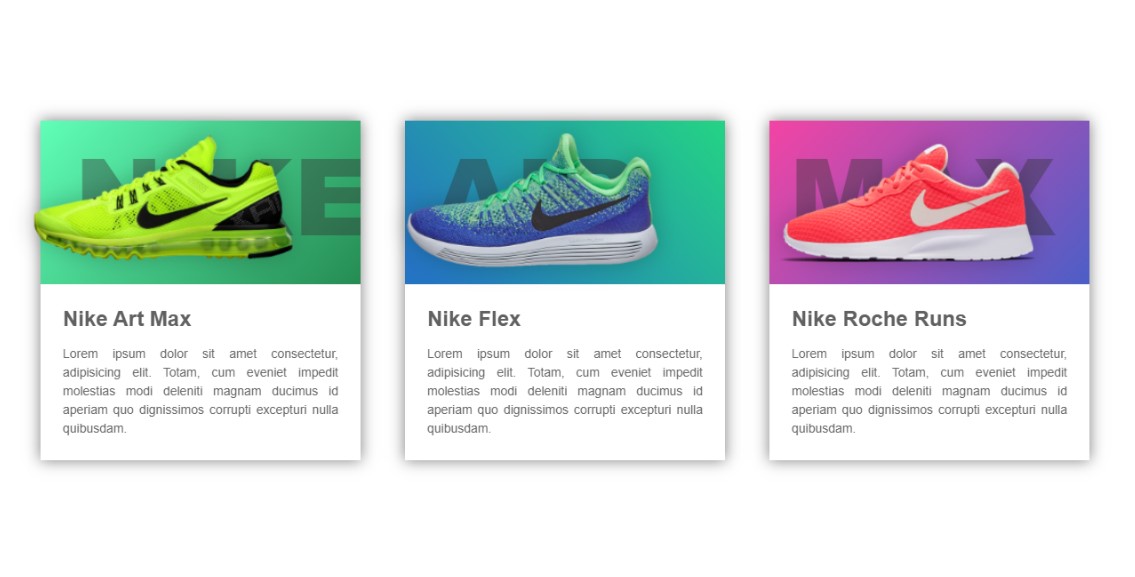 NIKE
Nike Art Max
Lorem ipsum dolor sit amet consectetur,
adipisicing elit. Totam, cum eveniet impedit
molestias modi deleniti magnam ducimus id
aperiam quo dignissimos corrupti excepturi nulla
quibusdam.
AIR
Nike Flex
Lorem ipsum dolor sit amet consectetur,
adipisicing elit. Totam, cum eveniet impedit
molestias modi deleniti magnam ducimus id
aperiam quo dignissimos corrupti excepturi nulla
quibusdam.
MAX
Nike Roche Runs
Lorem ipsum dolor sit amet consectetur,
adipisicing elit. Totam, cum eveniet impedit
molestias modi deleniti magnam ducimus id
aperiam quo dignissimos corrupti excepturi nulla
quibusdam.